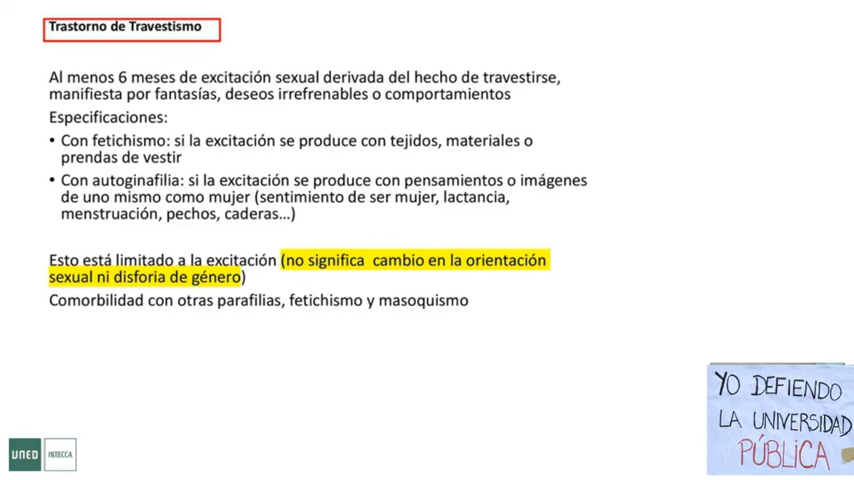 Trastorno de Travestismo
Al menos 6 meses de excitación sexual derivada del hecho de travestirse,
manifiesta por fantasías, deseos irrefrenables o comportamientos
Especificaciones:
• Con fetichismo: si la excitación se produce con tejidos, materiales o
prendas de vestir
• Con autoginafilia: si la excitación se produce con pensamientos o imágenes
de uno mismo como mujer (sentimiento de ser mujer, lactancia,
menstruación, pechos, caderas…)
Esto está limitado a la excitación (no significa cambio en la orientación
sexual ni disforia de género)
Comorbilidad con otras parafilias, fetichismo y masoquismo
YO DEFIENDO
LA UNIVERSIDAD
PÚBLICA
UNED INTECCA